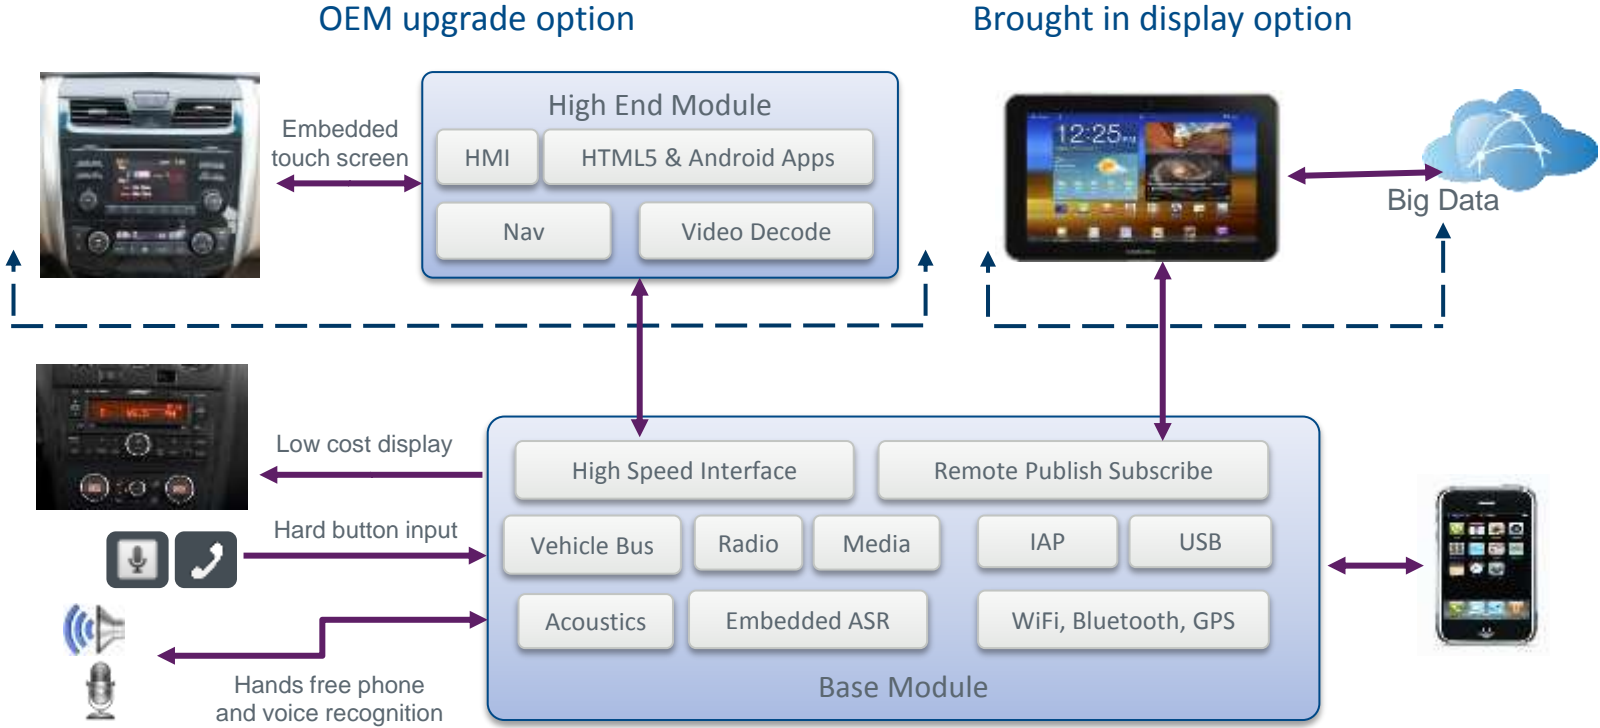 OEM upgrade option
Brought in display option
High End Module
Embedded
touch screen
HMI
HTML5 & Android Apps
Nav
Video Decode
12:25
Big Data
Low cost display
High Speed Interface
Remote Publish Subscribe
Hard button input
Vehicle Bus
Radio
Media
IAP
USB
Acoustics
Embedded ASR
WiFi, Bluetooth, GPS
Hands free phone
and voice recognition
Base Module